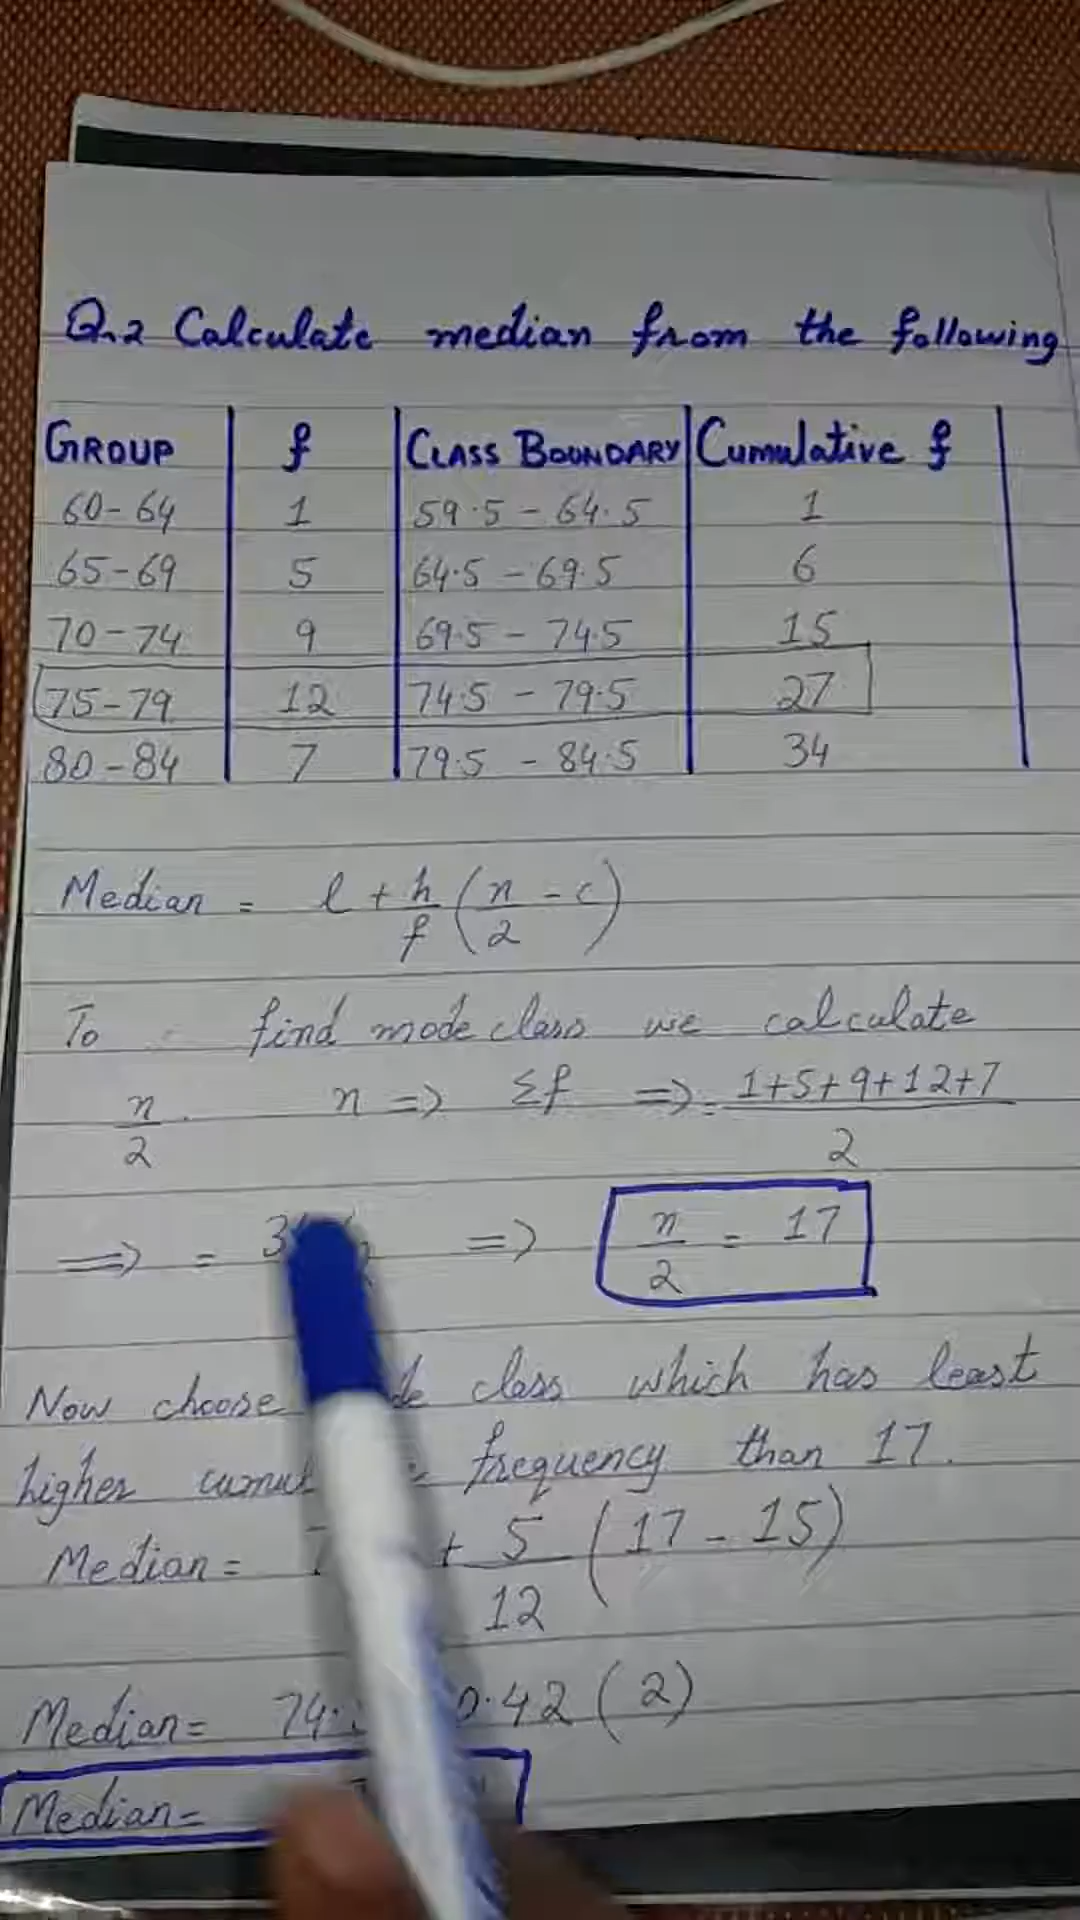 Q.2 Calculate median from the following
GROUP f CLASS BOUNDARY Cumulative f
60-64 1 59.5 - 64.5 1
65-69 5 64.5 - 69.5 6
70-74 9 69.5 - 74.5 15
75-79 12 74.5 - 79.5 27
80-84 7 79.5 - 84.5 34
Median = l + h/f (n/2 - c)
To find mode class we calculate
n/2 n => Σf => = 1+5+9+12+7 / 2
=> = => n/2 = 17
Now choose class which has least
higher frequency than 17.
Median = + 5/12 (17 - 15)
Median = 74. 0.42 (2)
Median =